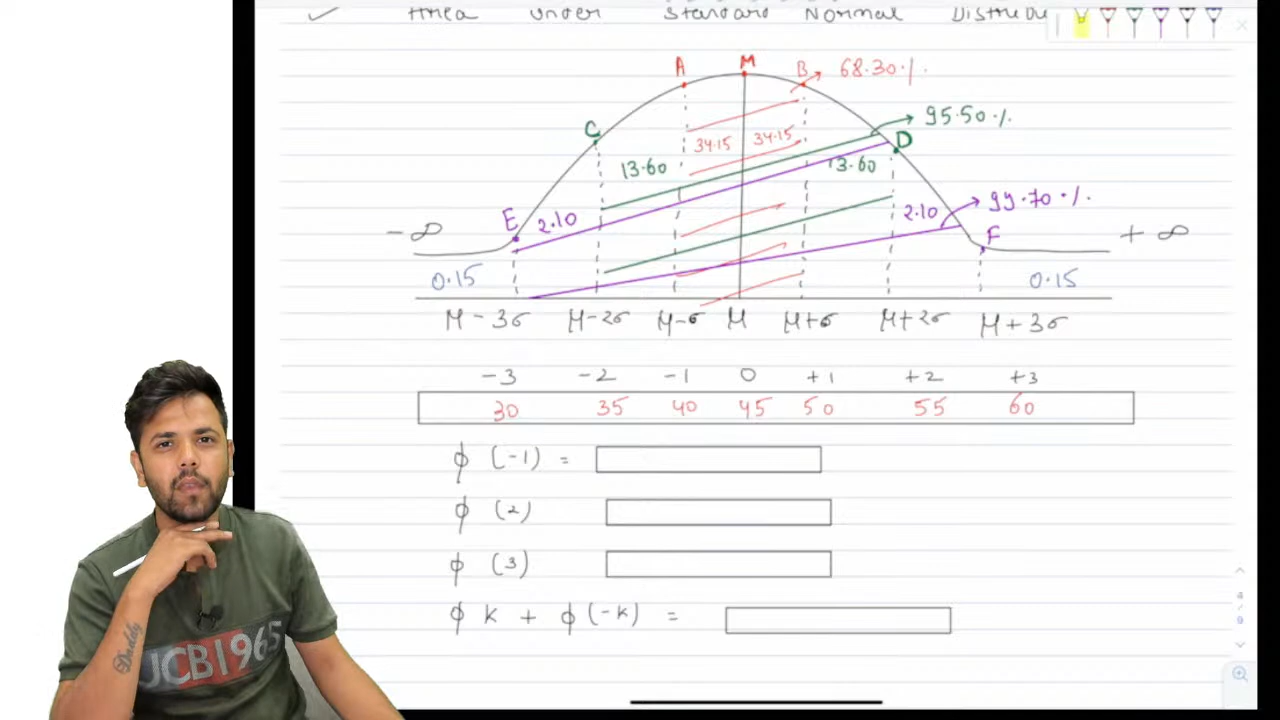 ✓ Area under Standard Normal Distribu
A M B → 68.30%.
C 34.15 34.15 → 95.50%
D
13.60 13.60
E 2.10 2.10 → 99.70%.
F
-∞ +∞
0.15 0.15
μ-3σ μ-2σ μ-σ μ μ+σ μ+2σ μ+3σ
-3 -2 -1 0 +1 +2 +3
30 35 40 45 50 55 60
ϕ (-1) =
ϕ (2)
ϕ (3)
ϕ k + ϕ (-k) =
Daddy
JCB1965